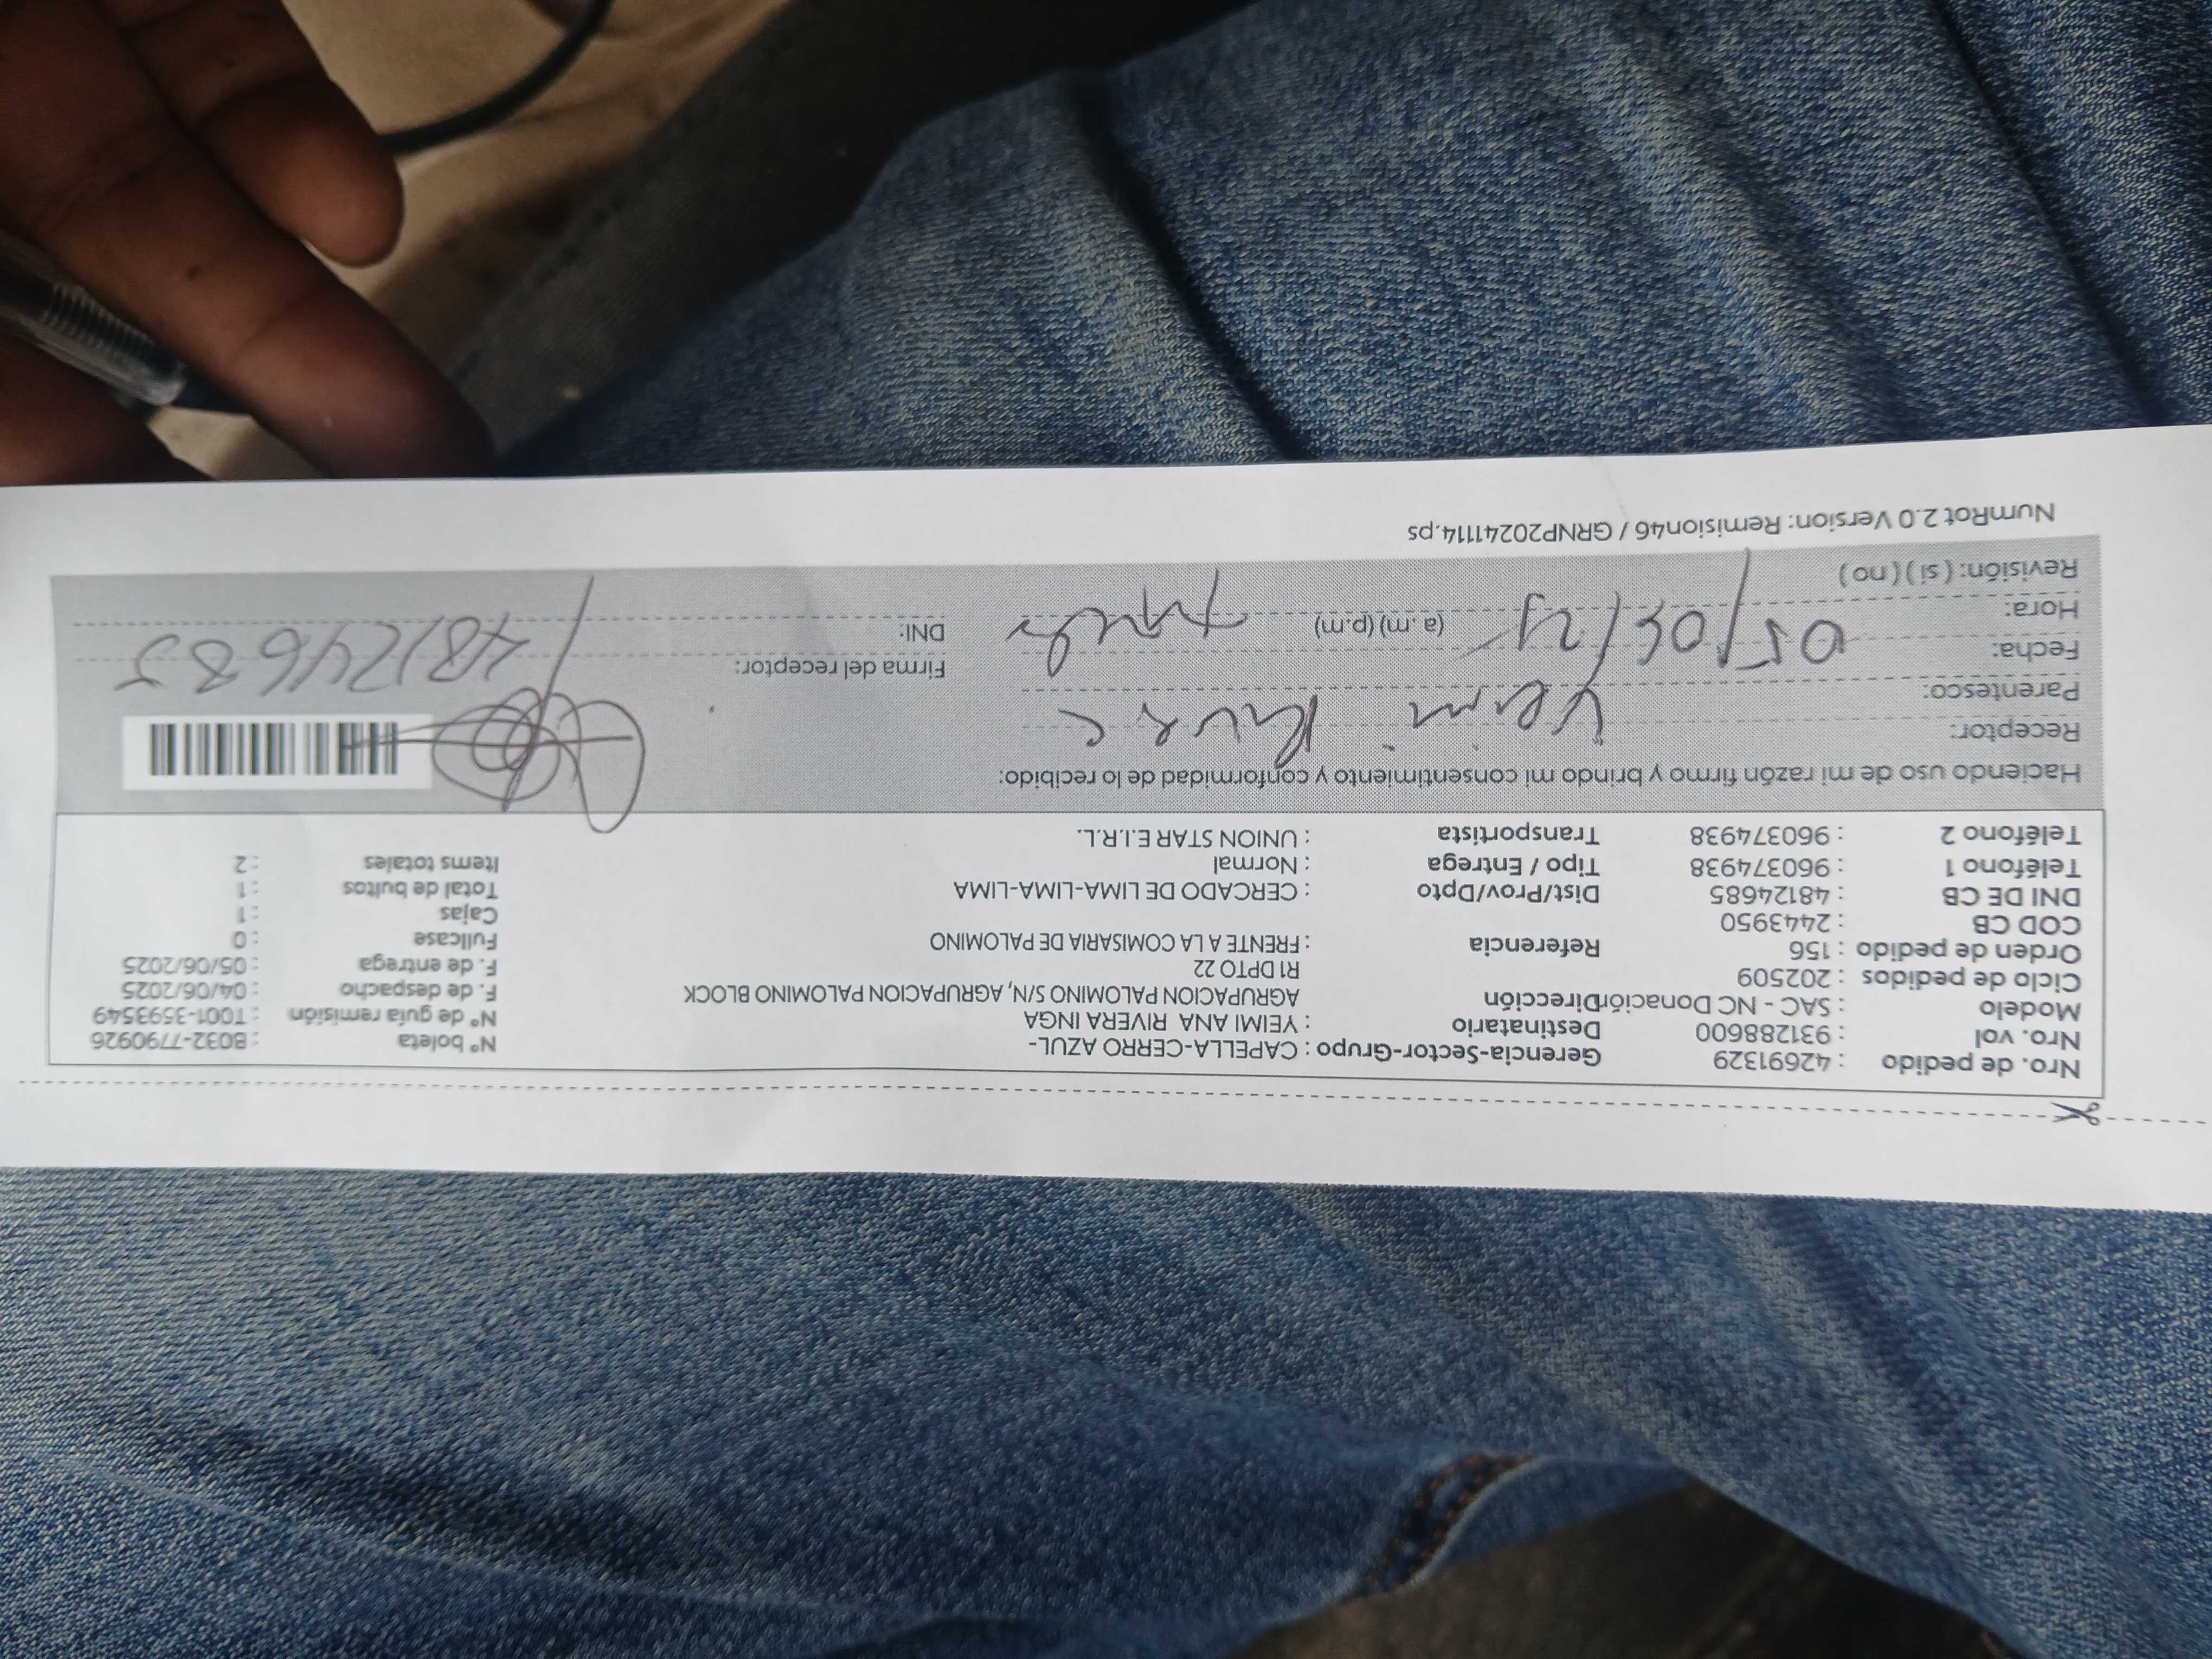 Nro. de pedido : 42691329 Gerencia-Sector-Grupo : CAPELLA-CERRO AZUL- N° boleta : B032-7790926
Nro. vol : 931288600 Destinatario : YEIMI ANA RIVERA INGA N° de guía remisión : T001-3593549
Modelo : SAC - NC Donación Dirección AGRUPACION PALOMINO S/N, AGRUPACION PALOMINO BLOCK F. de despacho : 04/06/2025
Ciclo de pedidos : 202509 R1 DPTO 22 F. de entrega : 05/06/2025
Orden de pedido : 156 Referencia : FRENTE A LA COMISARIA DE PALOMINO Fullcase : 0
COD CB : 2443950 Cajas : 1
DNI DE CB : 48124685 Dist/Prov/Dpto : CERCADO DE LIMA-LIMA-LIMA Total de bultos : 1
Teléfono 1 : 960374938 Tipo / Entrega : Normal Items totales : 2
Teléfono 2 : 960374938 Transportista : UNION STAR E.I.R.L.
Haciendo uso de mi razón firmo y brindo mi consentimiento y conformidad de lo recibido:
Receptor:
Parentesco:
Fecha: Firma del receptor:
Hora: (a. m) (p.m) DNI: 48124685
Revisión: ( si ) ( no )
NumRot 2.0 Version: Remision46 / GRNP20241114.ps